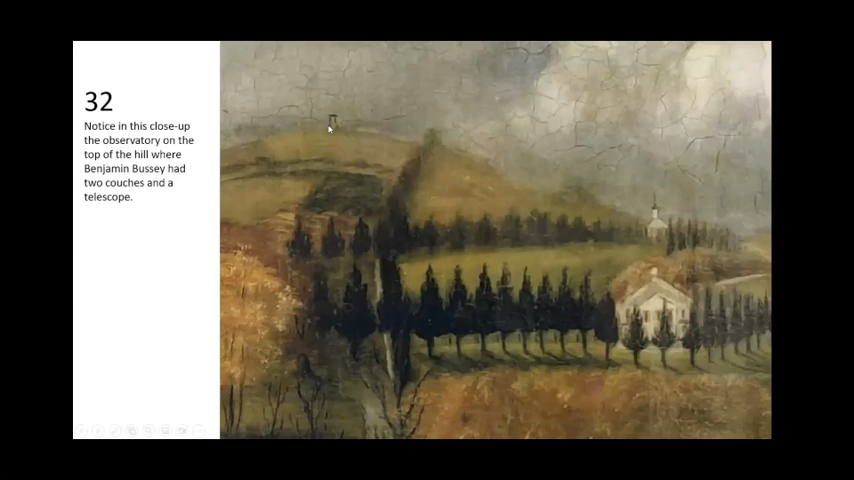 32
Notice in this close-up
the observatory on the
top of the hill where
Benjamin Bussey had
two couches and a
telescope.